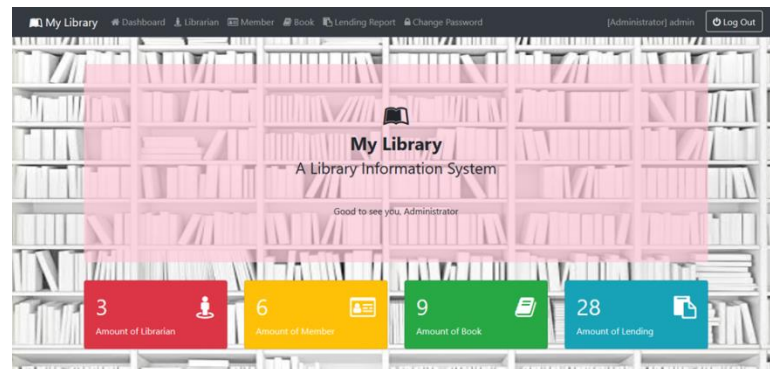 My Library Dashboard Librarian Member Book Lending Report Change Password [Administrator] admin Log Out
My Library
A Library Information System
Good to see you, Administrator
3
Amount of Librarian
6
Amount of Member
9
Amount of Book
28
Amount of Lending